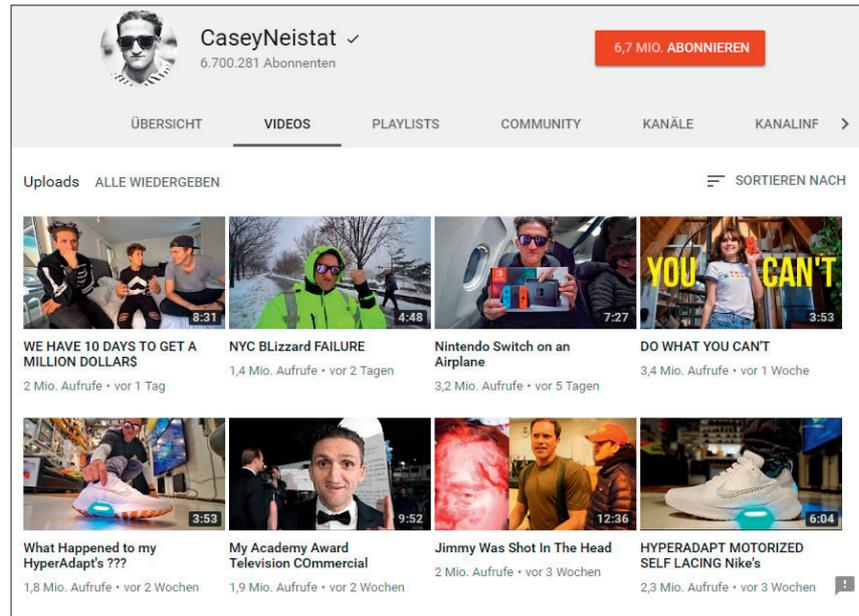 CaseyNeistat
6.700.281 Abonnenten
6,7 MIO. ABONNIEREN
ÜBERSICHT VIDEOS PLAYLISTS COMMUNITY KANÄLE KANALINF
Uploads ALLE WIEDERGEBEN SORTIEREN NACH
8:31
WE HAVE 10 DAYS TO GET A
MILLION DOLLAR$
2 Mio. Aufrufe • vor 1 Tag
4:48
NYC BLizzard FAILURE
1,4 Mio. Aufrufe • vor 2 Tagen
7:27
Nintendo Switch on an
Airplane
3,2 Mio. Aufrufe • vor 5 Tagen
YOU CAN'T
3:53
DO WHAT YOU CAN'T
3,4 Mio. Aufrufe • vor 1 Woche
3:53
What Happened to my
HyperAdapt's ???
1,8 Mio. Aufrufe • vor 2 Wochen
9:52
My Academy Award
Television COmmercial
1,9 Mio. Aufrufe • vor 2 Wochen
12:36
Jimmy Was Shot In The Head
2 Mio. Aufrufe • vor 3 Wochen
6:04
HYPERADAPT MOTORIZED
SELF LACING Nike's
2,3 Mio. Aufrufe • vor 3 Wochen